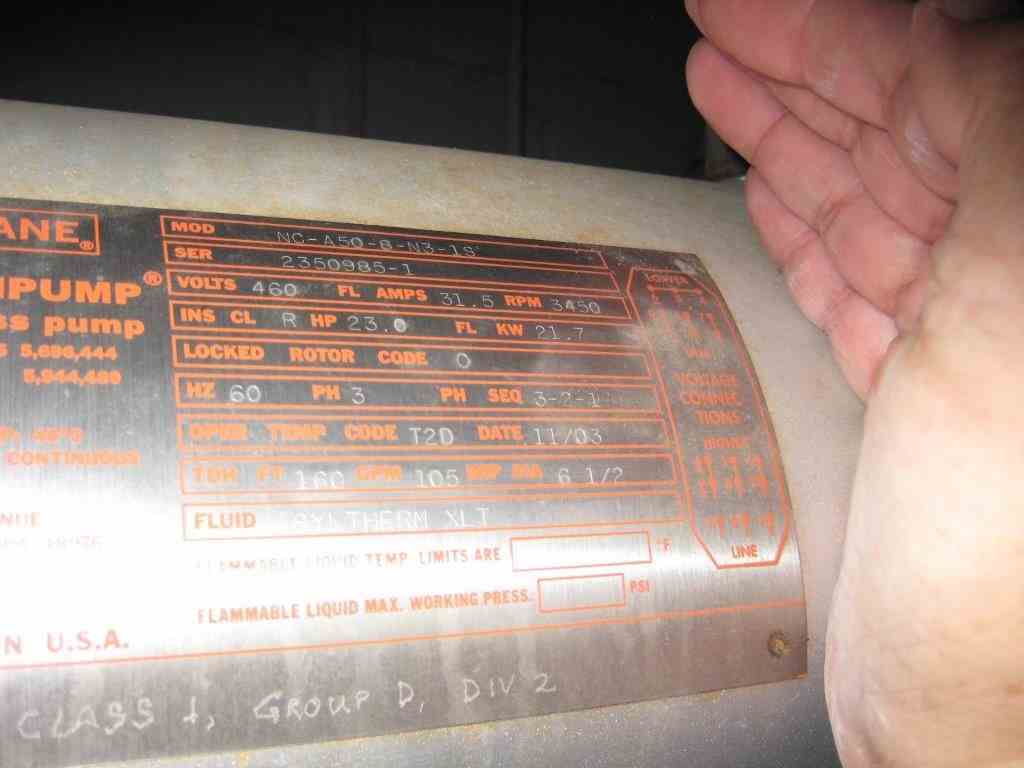 ANE®
MPUMP®
ss pump
5,686,444
5,944,489
CONTINUOUS
N U.S.A.
MOD NC-A50-B-N3-1S
SER 2350985-1
VOLTS 460 FL AMPS 31.5 RPM 3450
INS CL R HP 23.0 FL KW 21.7
LOCKED ROTOR CODE O
HZ 60 PH 3 PH SEQ 3-2-1
OPER TEMP CODE T2D DATE 11/03
TDH FT 160 GPM 105 IMP DIA 6 1/2
FLUID SYLTHERM XLT
FLAMMABLE LIQUID TEMP. LIMITS ARE °F
FLAMMABLE LIQUID MAX. WORKING PRESS. PSI
VOLTAGE
CONNEC-
TIONS
LINE
CLASS 1, GROUP D, DIV 2